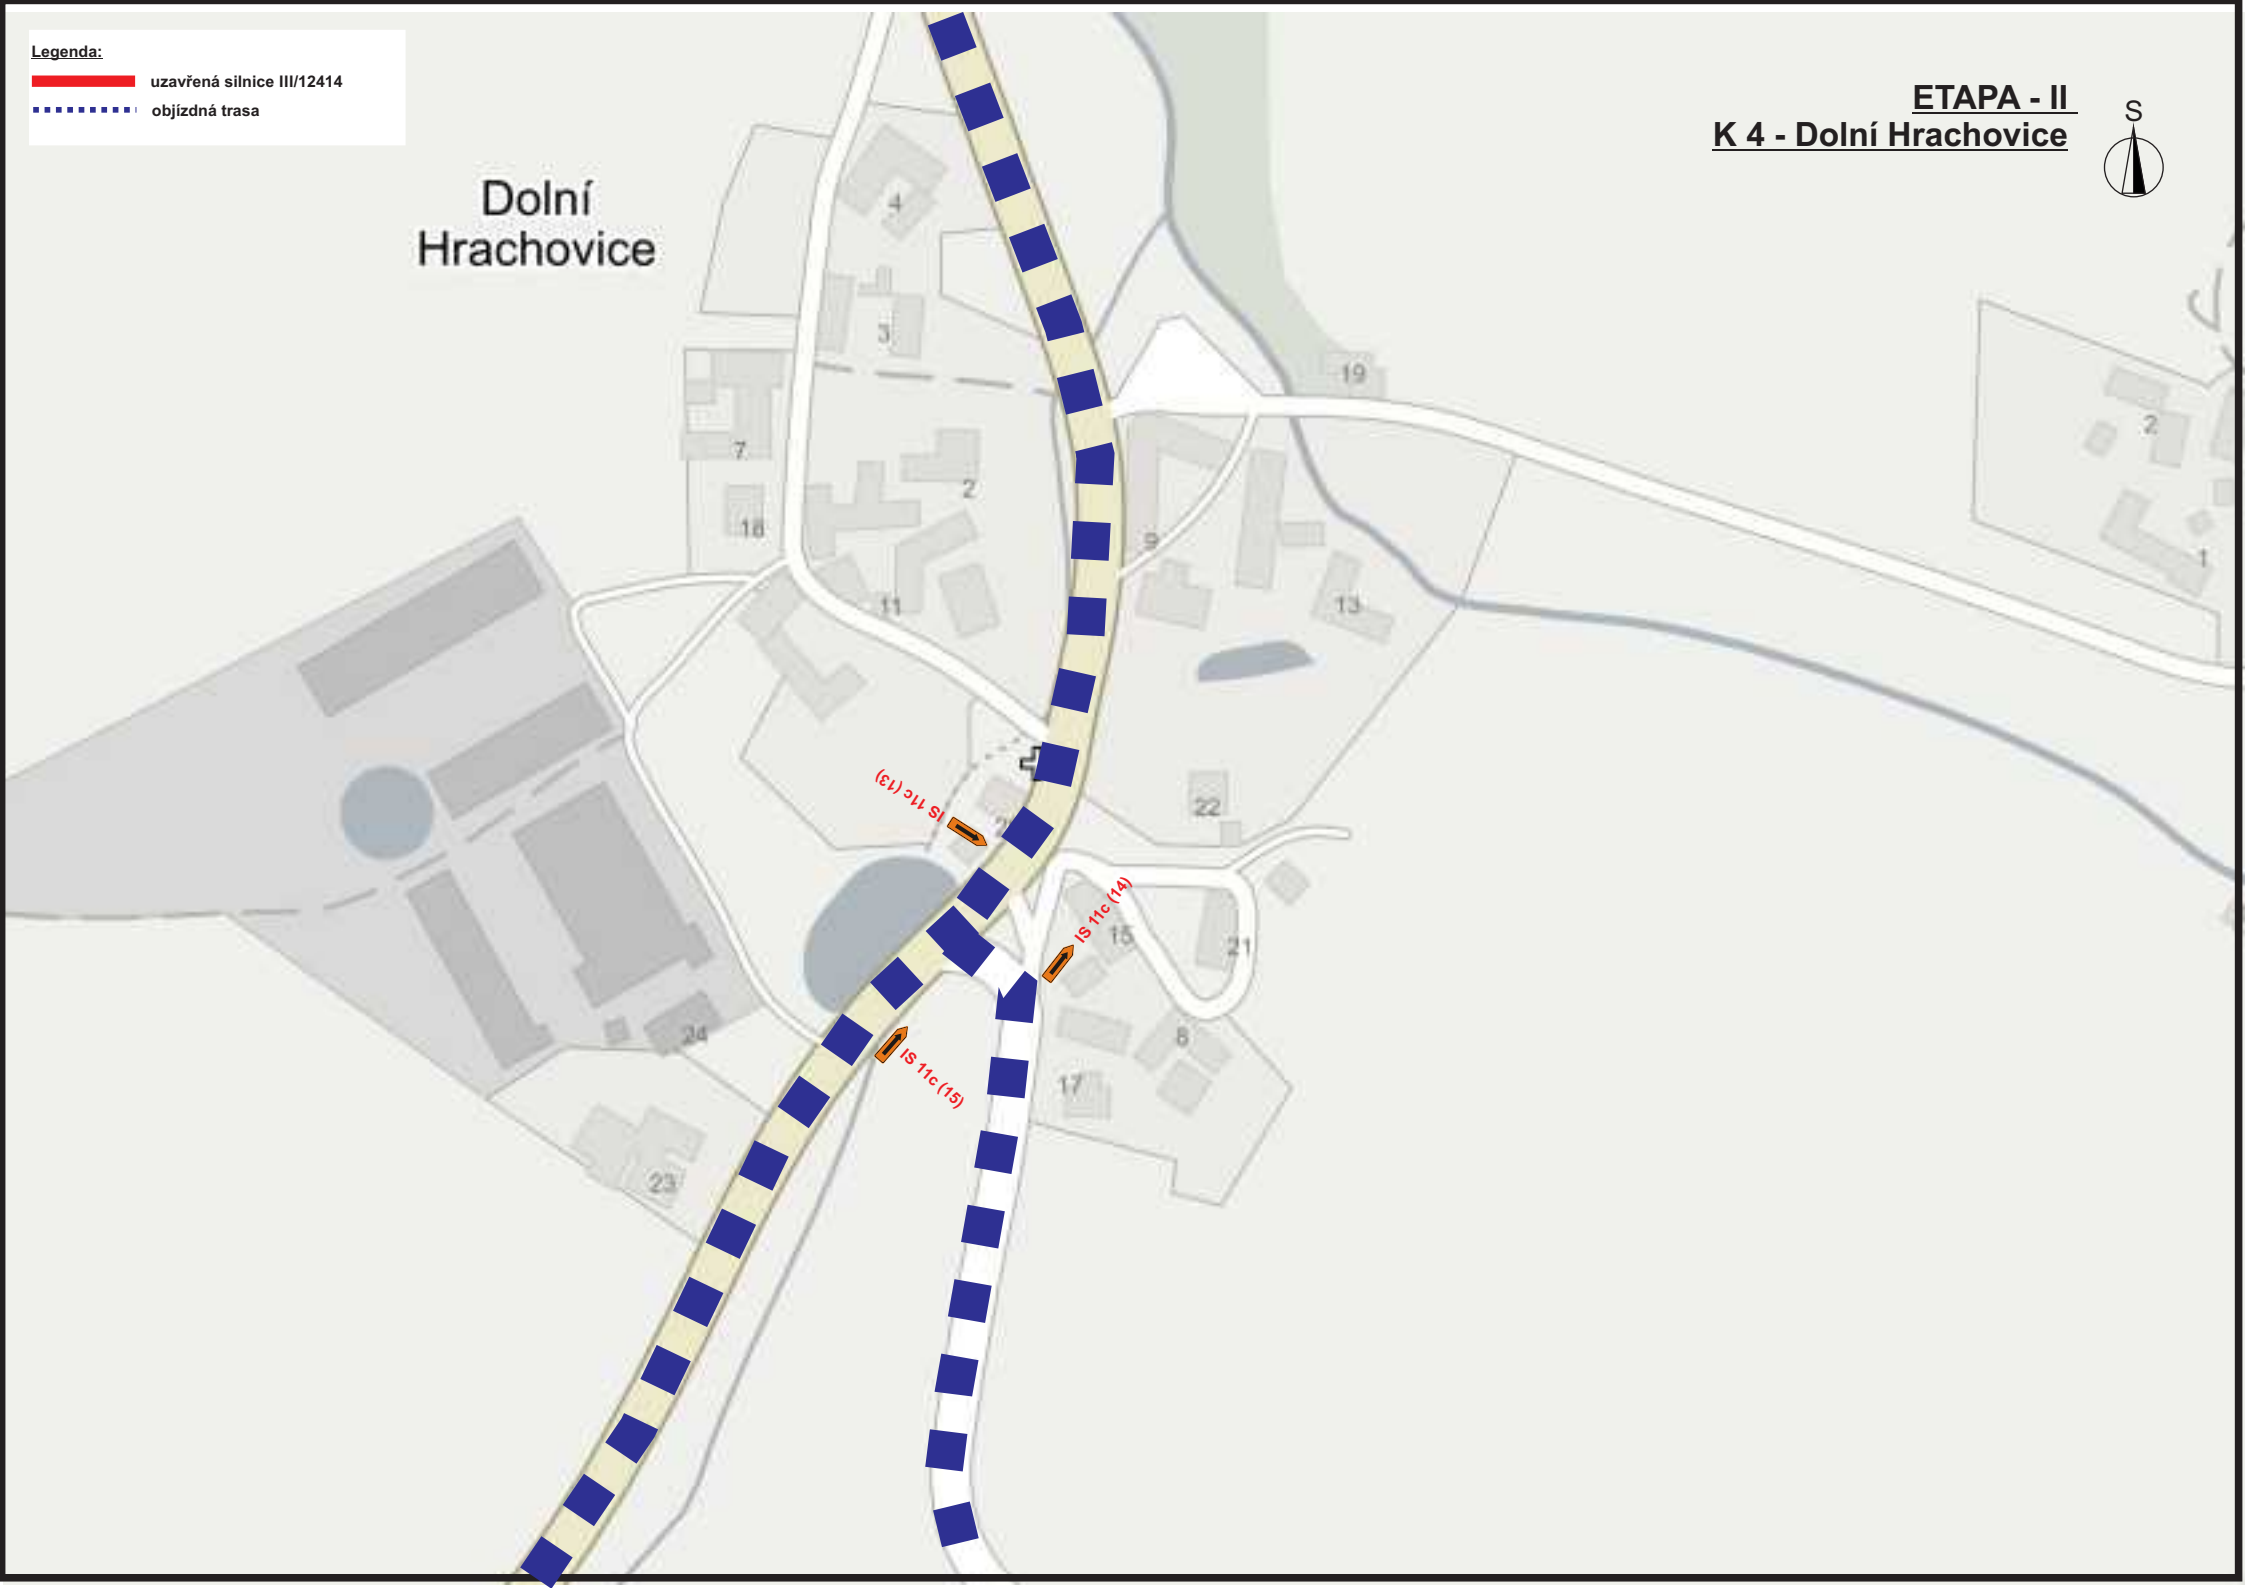 Legenda:
uzavřená silnice III/12414
objízdná trasa
ETAPA - II
K 4 - Dolní Hrachovice
S
Dolní
Hrachovice
4
3
19
7
2
2
18
9
1
11
13
22
IS 11c (13)
IS 11c (14)
15
21
24
8
IS 11c (15)
17
23